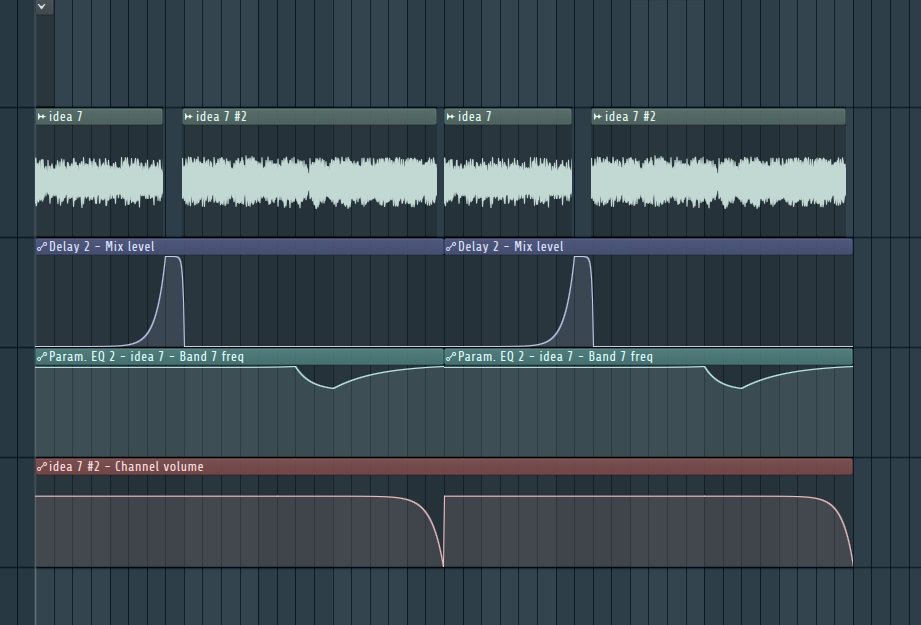 idea 7
idea 7 #2
idea 7
idea 7 #2
Delay 2 – Mix level
Delay 2 – Mix level
Param. EQ 2 – idea 7 – Band 7 freq
Param. EQ 2 – idea 7 – Band 7 freq
idea 7 #2 – Channel volume